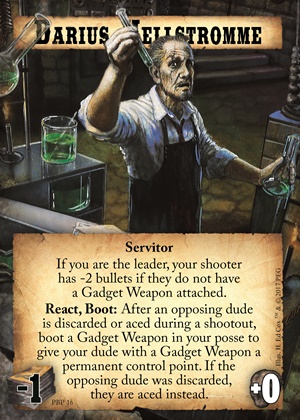 Darius Hellstromme
Servitor
If you are the leader, your shooter
has -2 bullets if they do not have
a Gadget Weapon attached.
React, Boot: After an opposing dude
is discarded or aced during a shootout,
boot a Gadget Weapon in your posse to
give your dude with a Gadget Weapon a
permanent control point. If the
opposing dude was discarded,
they are aced instead.
-1
PBP 16
+0